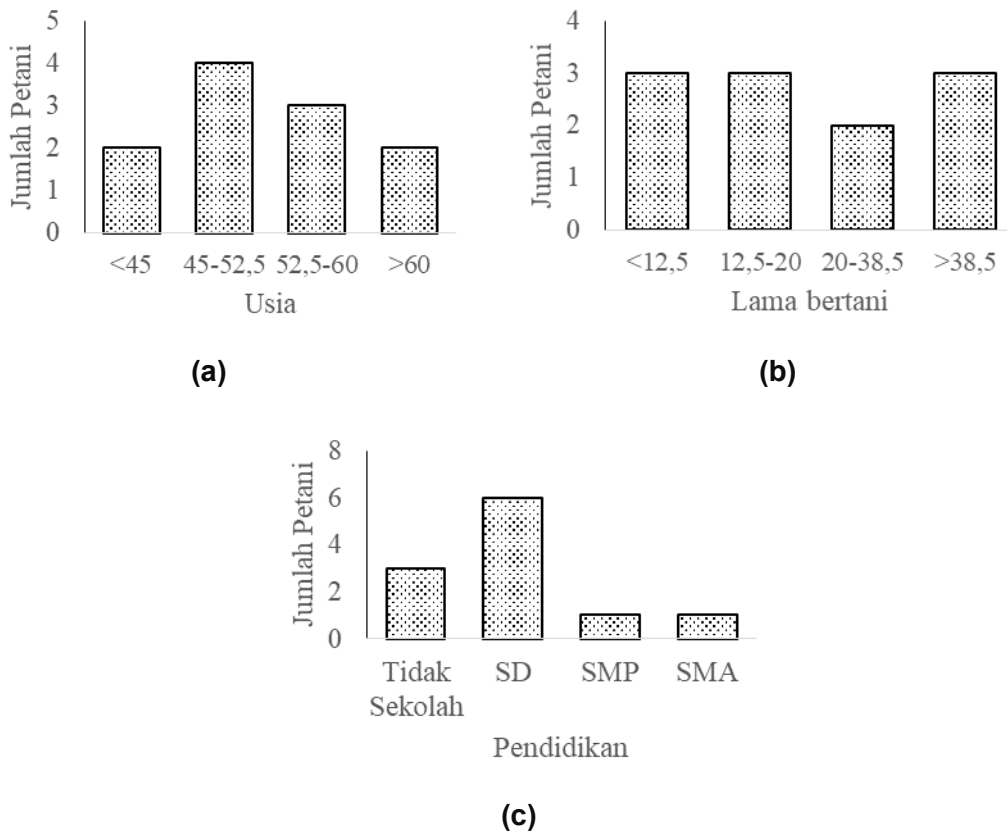 Jumlah Petani
5
4
3
2
1
0
<45 45-52,5 52,5-60 >60
Usia
(a)
Jumlah Petani
4
3
2
1
0
<12,5 12,5-20 20-38,5 >38,5
Lama bertani
(b)
Jumlah Petani
8
6
4
2
0
Tidak SD SMP SMA
Sekolah
Pendidikan
(c)